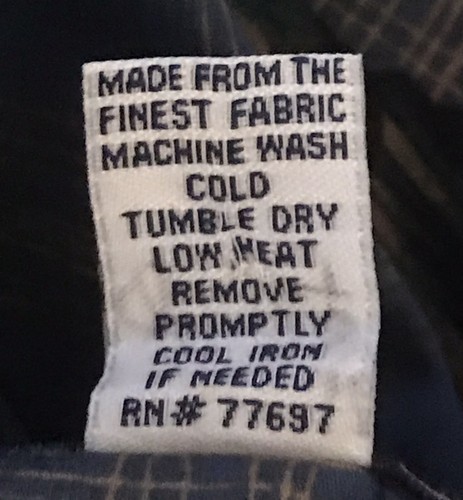 MADE FROM THE
FINEST FABRIC
MACHINE WASH
COLD
TUMBLE DRY
LOW HEAT
REMOVE
PROMPTLY
COOL IRON
IF NEEDED
RN# 77697